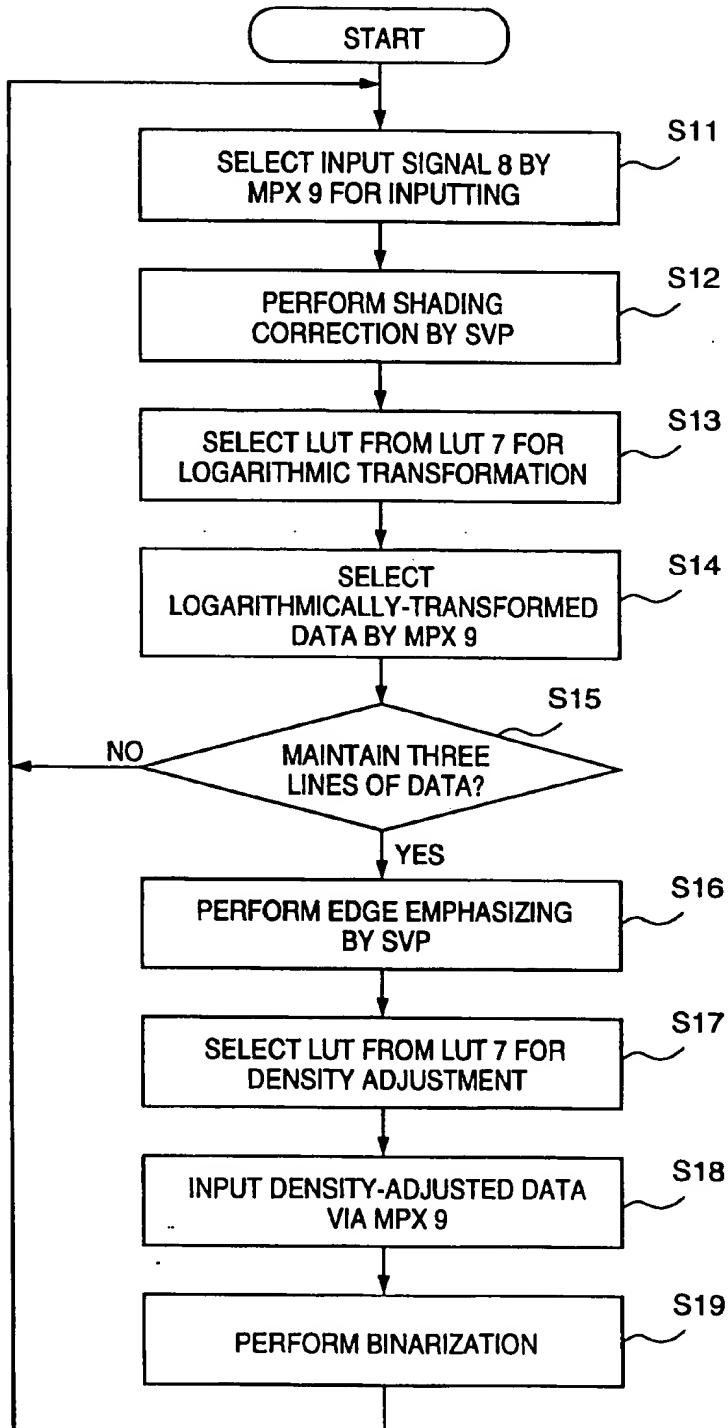 START
S11
SELECT INPUT SIGNAL 8 BY
MPX 9 FOR INPUTTING
S12
PERFORM SHADING
CORRECTION BY SVP
S13
SELECT LUT FROM LUT 7 FOR
LOGARITHMIC TRANSFORMATION
S14
SELECT
LOGARITHMICALLY-TRANSFORMED
DATA BY MPX 9
S15
NO
MAINTAIN THREE
LINES OF DATA?
YES
S16
PERFORM EDGE EMPHASIZING
BY SVP
S17
SELECT LUT FROM LUT 7 FOR
DENSITY ADJUSTMENT
S18
INPUT DENSITY-ADJUSTED DATA
VIA MPX 9
S19
PERFORM BINARIZATION